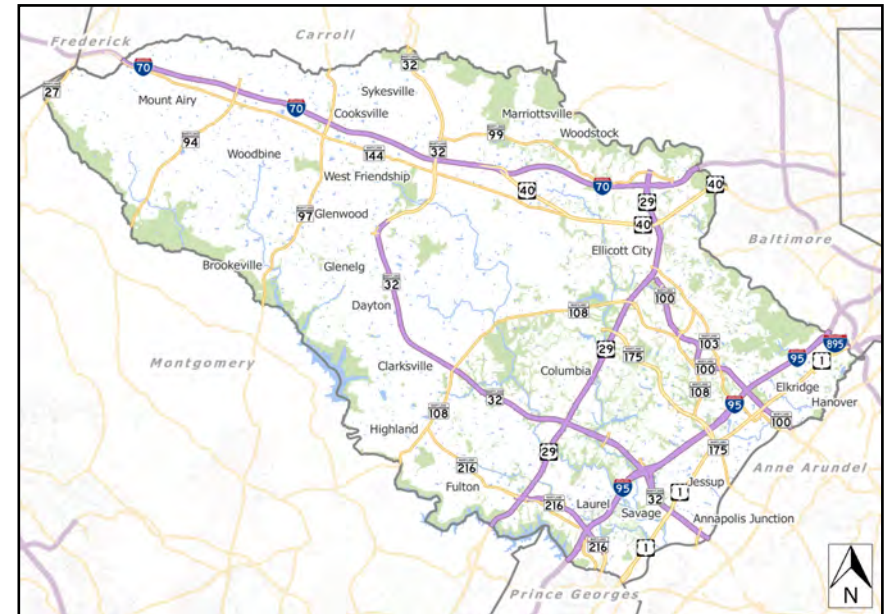 Frederick
Carroll
70
32
27
Mount Airy
70
Sykesville
Cooksville
Marriottsville
99
Woodstock
94
32
Woodbine
144
West Friendship
40
70
40
29
97
Glenwood
40
Ellicott City
Baltimore
Brookeville
Glenelg
32
100
Dayton
108
103
895
29
175
95
1
Montgomery
Clarksville
Columbia
100
Elkridge
32
108
95
Hanover
108
100
Highland
29
175
216
Anne Arundel
Fulton
95
Jessup
1
216
Laurel
32
Savage
Annapolis Junction
216
1
Prince Georges
N